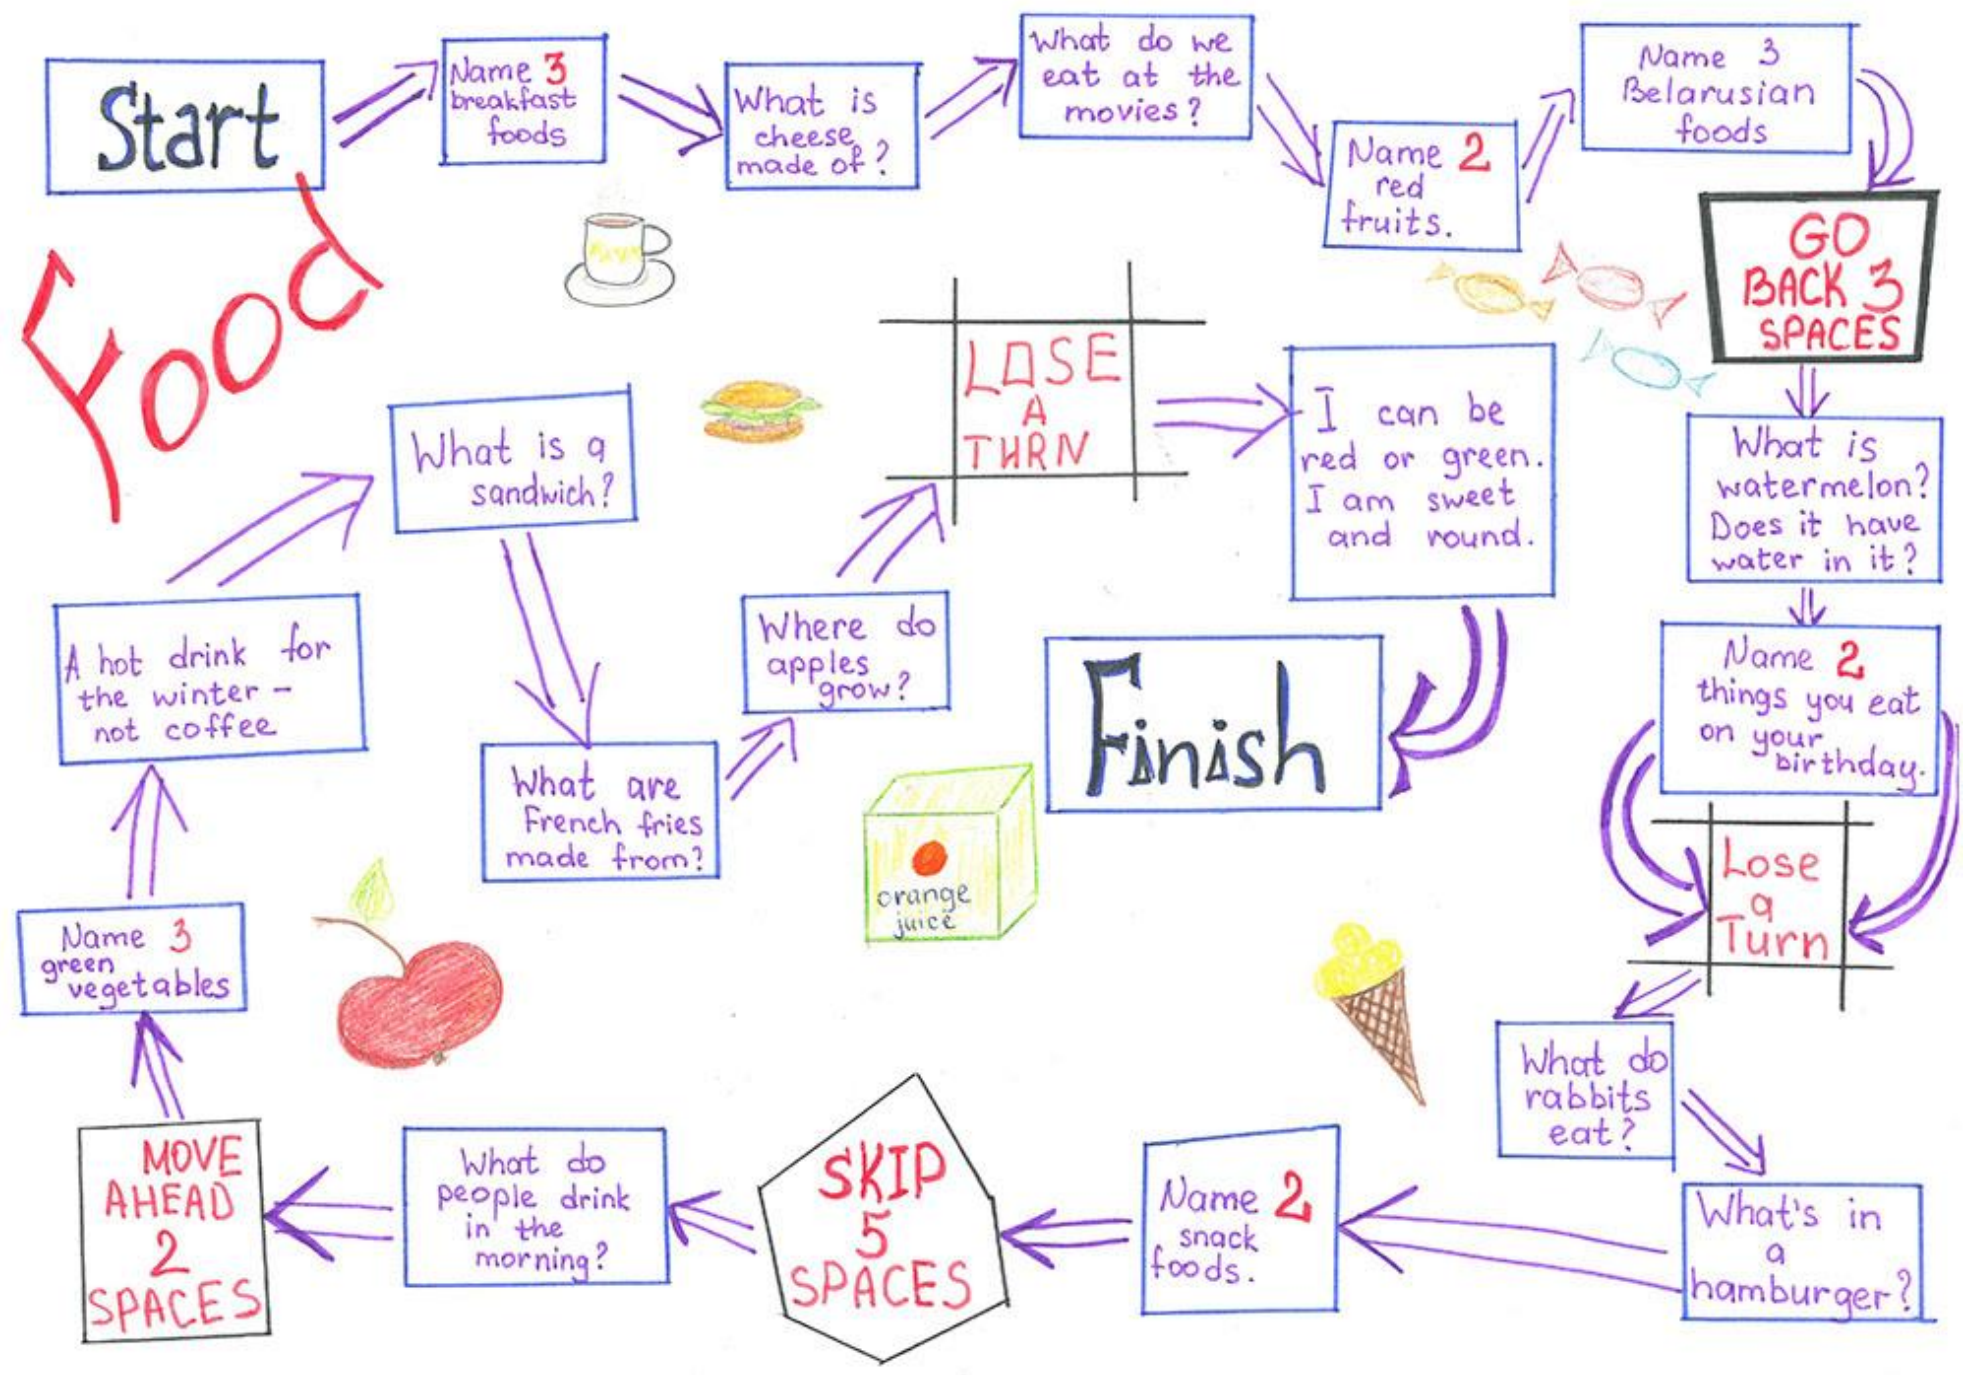 Start
Name 3
breakfast
foods
What is
cheese
made of?
What do we
eat at the
movies?
Name 2
red
fruits.
Name 3
Belarusian
foods
GO
BACK 3
SPACES
What is
watermelon?
Does it have
water in it?
Name 2
things you eat
on your
birthday.
Lose
a
Turn
What do
rabbits
eat?
What's in
a
hamburger?
Name 2
snack
foods.
SKIP
5
SPACES
What do
people drink
in the
morning?
MOVE
AHEAD
2
SPACES
Name 3
green
vegetables
A hot drink for
the winter -
not coffee
What is a
sandwich?
What are
French fries
made from?
Where do
apples
grow?
LOSE
A
TURN
I can be
red or green.
I am sweet
and round.
Finish
Food
orange
juice